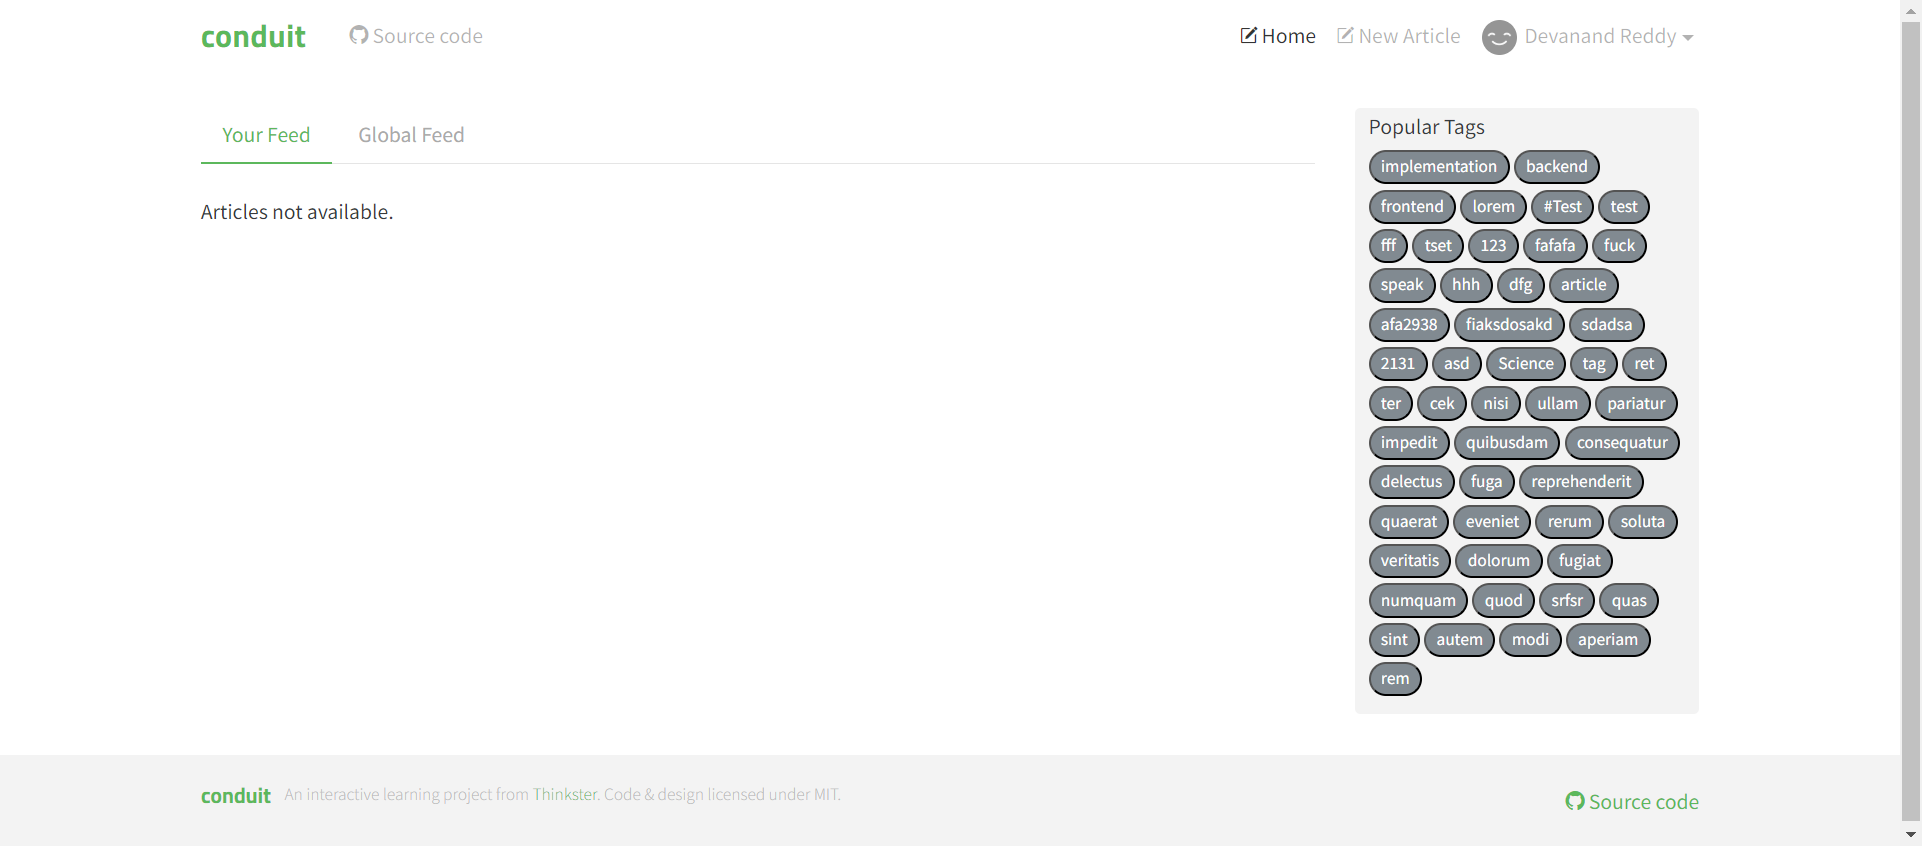 conduit Source code Home New Article Devanand Reddy
Your Feed Global Feed
Articles not available.
Popular Tags
implementation backend
frontend lorem #Test test
fff tset 123 fafafa fuck
speak hhh dfg article
afa2938 fiaksdosakd sdadsa
2131 asd Science tag ret
ter cek nisi ullam pariatur
impedit quibusdam consequatur
delectus fuga reprehenderit
quaerat eveniet rerum soluta
veritatis dolorum fugiat
numquam quod srfsr quas
sint autem modi aperiam
rem
conduit An interactive learning project from Thinkster. Code & design licensed under MIT.
Source code